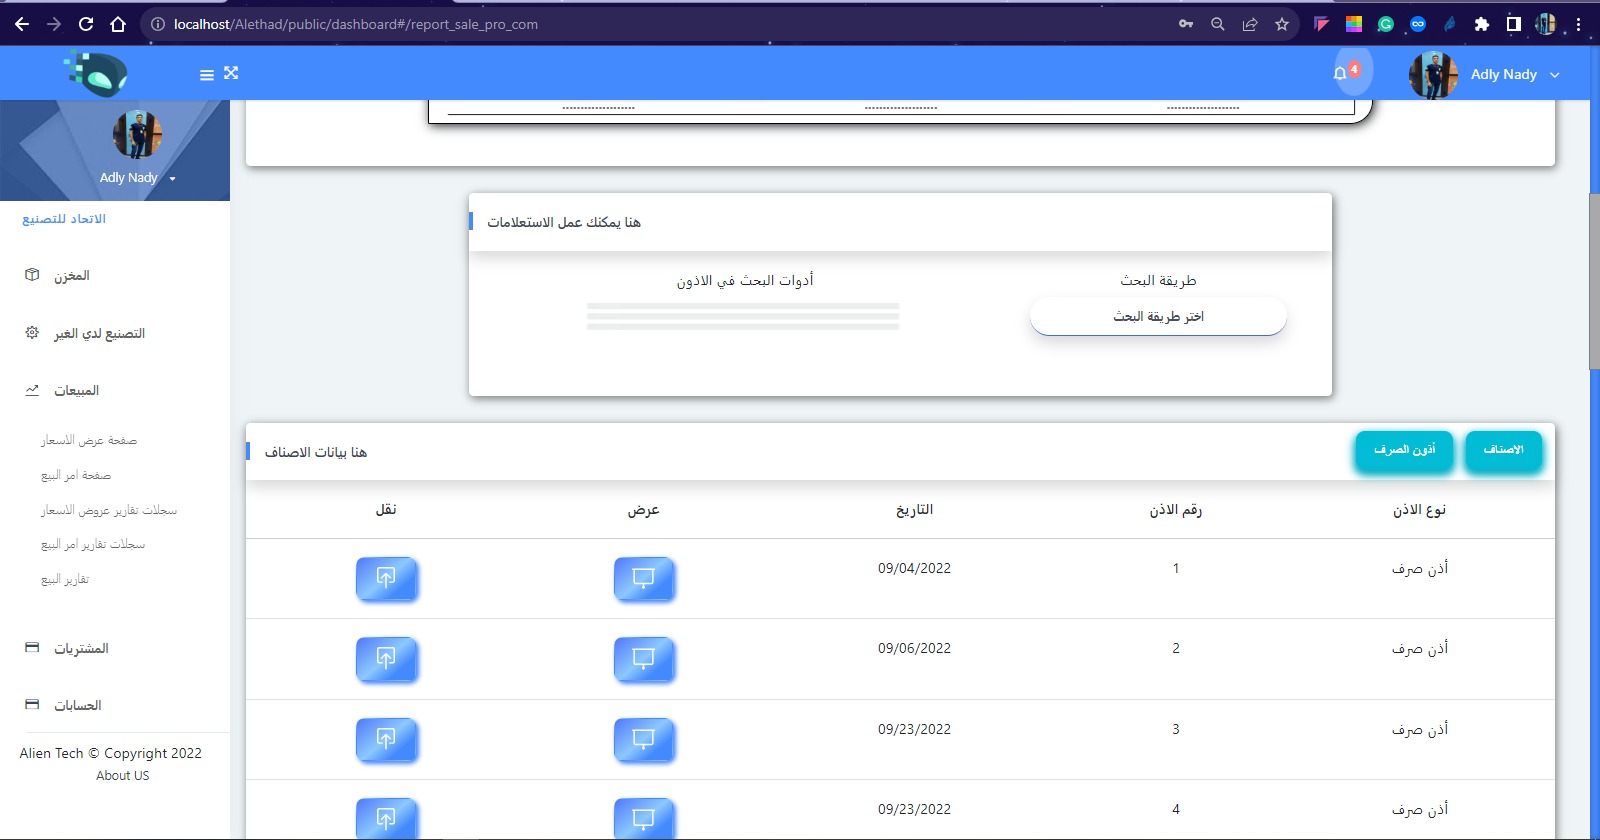 localhost/Alethad/public/dashboard#/report_sale_pro_com
4
Adly Nady
Adly Nady
الاتحاد للتصنيع
المخزن
التصنيع لدي الغير
المبيعات
صفحة عرض الاسعار
صفحة امر البيع
سجلات تقارير عروض الاسعار
سجلات تقارير امر البيع
تقارير البيع
المشتريات
الحسابات
Alien Tech © Copyright 2022
About US
هنا يمكنك عمل الاستعلامات
طريقة البحث
أدوات البحث في الاذون
اختر طريقة البحث
هنا بيانات الاصناف
الاصناف
أذون الصرف
نوع الاذن رقم الاذن التاريخ عرض نقل
أذن صرف 1 09/04/2022
أذن صرف 2 09/06/2022
أذن صرف 3 09/23/2022
أذن صرف 4 09/23/2022